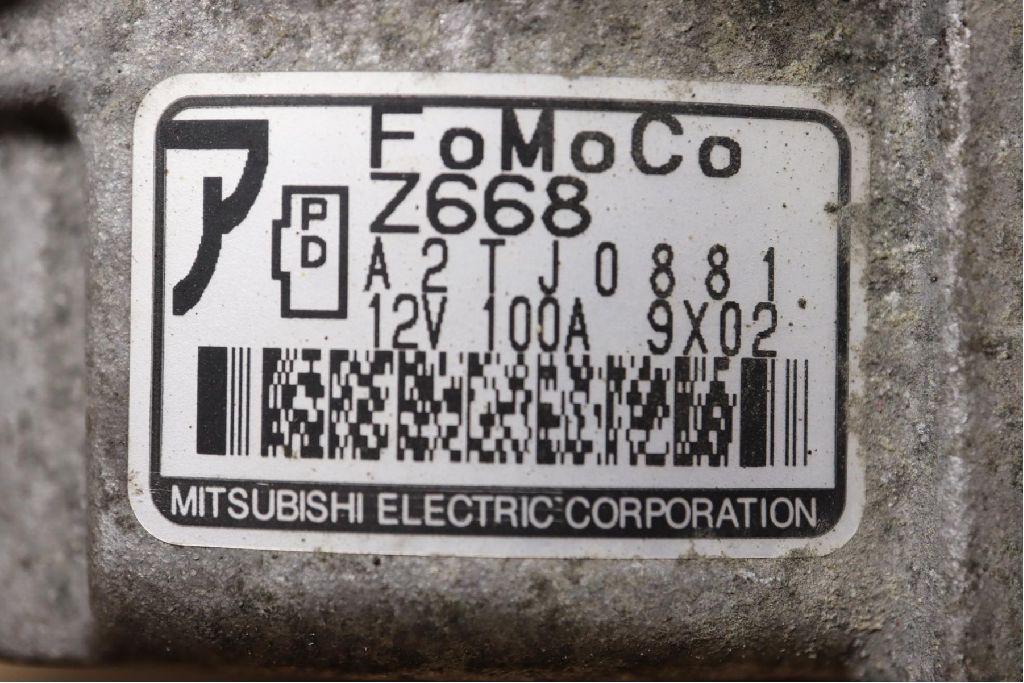 ア
FoMoCo
PD
Z668
A2TJ0881
12V 100A 9X02
MITSUBISHI ELECTRIC CORPORATION